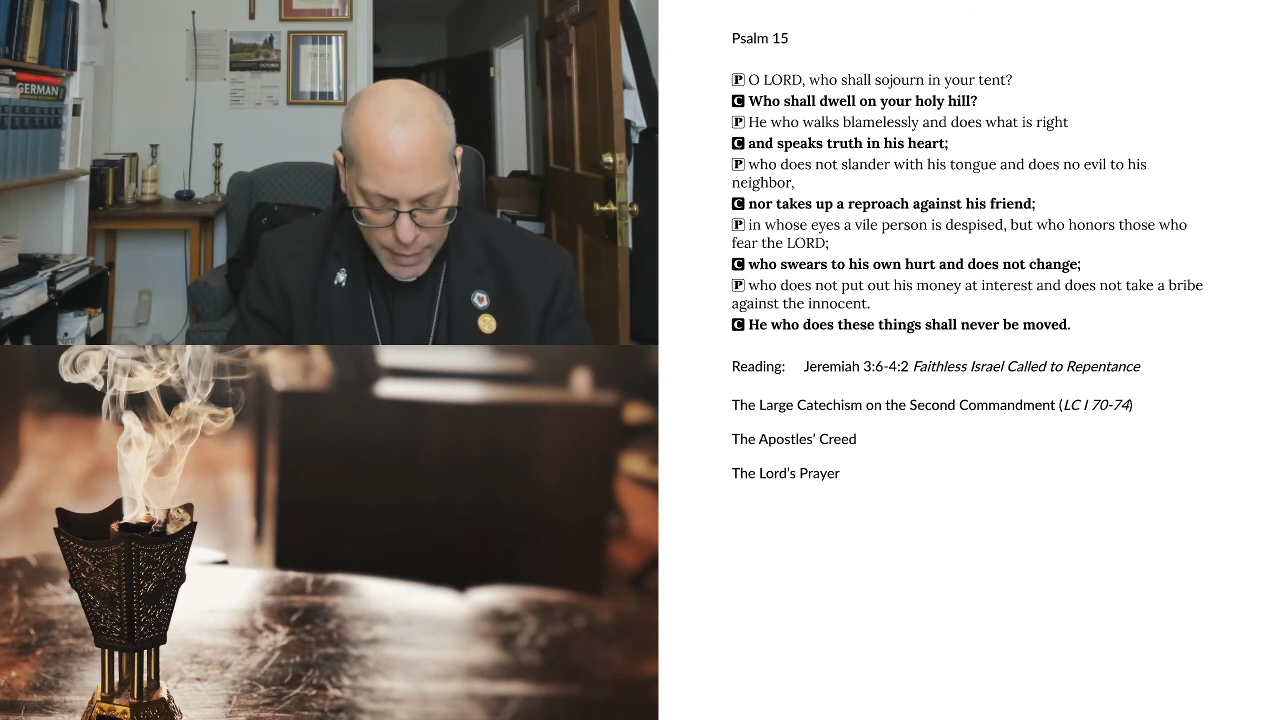 GERMAN
OCTOBER
Psalm 15
P O LORD, who shall sojourn in your tent?
C Who shall dwell on your holy hill?
P He who walks blamelessly and does what is right
C and speaks truth in his heart;
P who does not slander with his tongue and does no evil to his
neighbor,
C nor takes up a reproach against his friend;
P in whose eyes a vile person is despised, but who honors those who
fear the LORD;
C who swears to his own hurt and does not change;
P who does not put out his money at interest and does not take a bribe
against the innocent.
C He who does these things shall never be moved.
Reading: Jeremiah 3:6-4:2 Faithless Israel Called to Repentance
The Large Catechism on the Second Commandment (LC I 70-74)
The Apostles’ Creed
The Lord’s Prayer